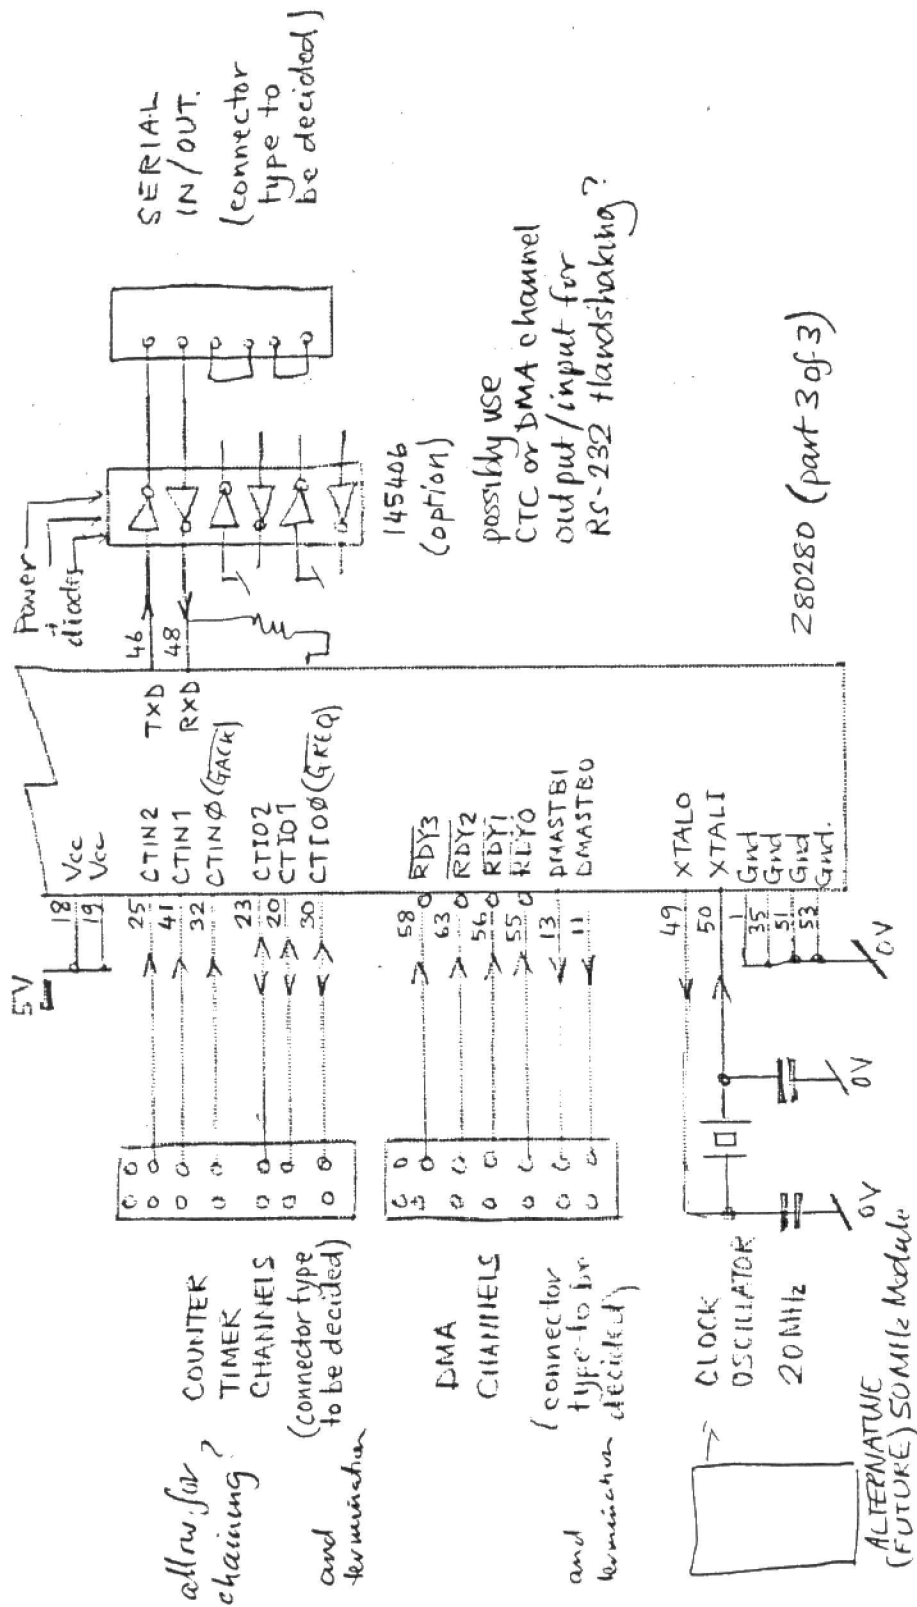 5V
18 Vcc
19 Vcc
25 CTIN2
41 CTIN1
32 CTINØ (GACK)
23 CTIO2
20 CTIO1
30 CTIOØ (GREQ)
58 RDY3
63 RDY2
56 RDY1
55 RDY0
13 DMASTB1
11 DMASTB0
49 XTALO
50 XTALI
1 Gnd
35 Gnd
51 Gnd
53 Gnd.
0V
0V
0V
Power
+
diodes
46 TXD
48 RXD
145406
(option)
SERIAL
IN/OUT.
(connector
type to
be decided)
possibly use
CTC or DMA channel
output/input for
RS-232 Handshaking?
Z80280 (part 3 of 3)
COUNTER
TIMER
CHANNELS
(connector type
to be decided)
and
termination
allow for
chaining?
DMA
CHANNELS
(connector
type to be
decided)
and
termination
CLOCK
OSCILLATOR
20MHz
ALTERNATIVE
(FUTURE) 50MHz Module